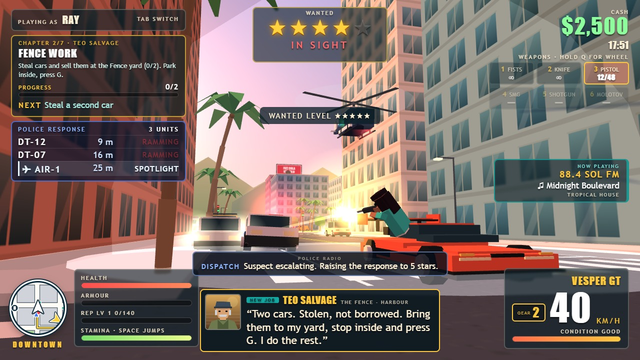 PLAYING AS RAY
TAB SWITCH
CHAPTER 2/7 - TEO SALVAGE
FENCE WORK
Steal cars and sell them at the Fence yard (0/2). Park
inside, press G.
PROGRESS 0/2
NEXT Steal a second car
POLICE RESPONSE 3 UNITS
DT-12 9 m RAMMING
DT-07 16 m RAMMING
AIR-1 25 m SPOTLIGHT
WANTED
IN SIGHT
WANTED LEVEL ★★★★★
CASH
$2,500
17:51
WEAPONS - HOLD Q FOR WHEEL
1 FISTS
∞
2 KNIFE
∞
3 PISTOL
12/48
4 SMG
5 SHOTGUN
6 MOLOTOV
NOW PLAYING
88.4 SOL FM
♫ Midnight Boulevard
TROPICAL HOUSE
POLICE RADIO
DISPATCH Suspect escalating. Raising the response to 5 stars.
DOWNTOWN
HEALTH
ARMOUR
REP LV 1 0/140
STAMINA - SPACE JUMPS
NEW JOB TEO SALVAGE THE FENCE - HARBOUR
“Two cars. Stolen, not borrowed. Bring
them to my yard, stop inside and press
G. I do the rest.”
VESPER GT
GEAR 2 40 KM/H
CONDITION GOOD